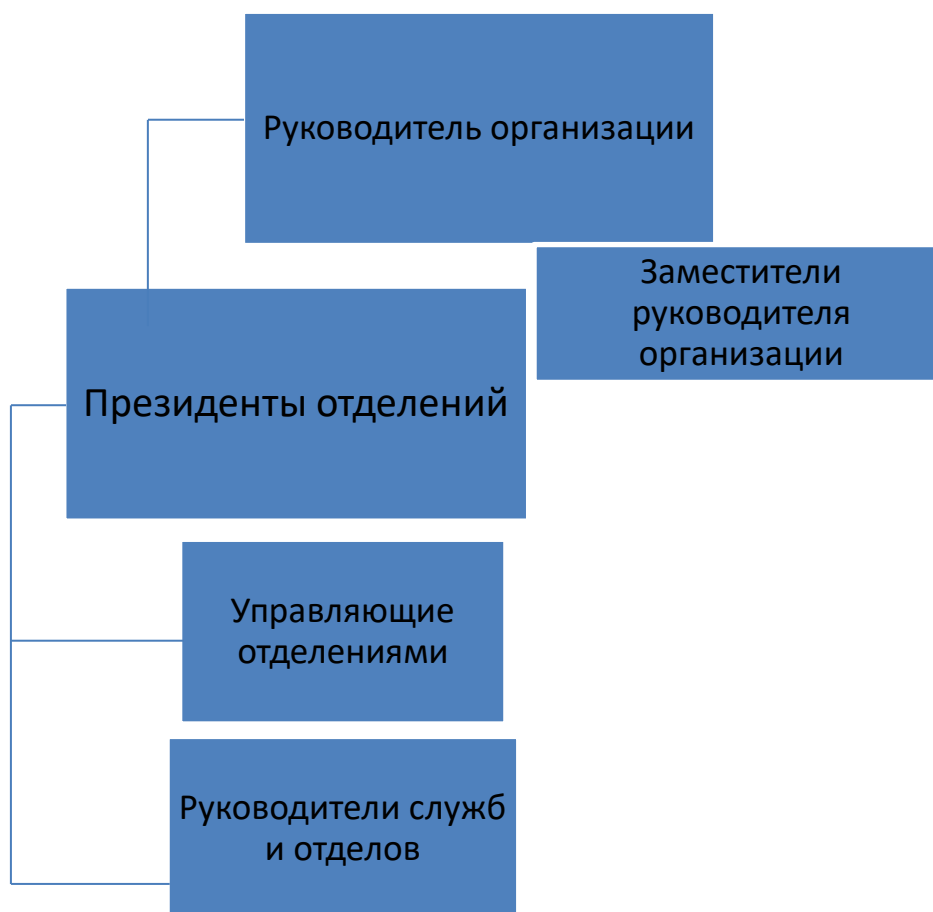 Руководитель организации
Заместители
руководителя
организации
Президенты отделений
Управляющие
отделениями
Руководители служб
и отделов